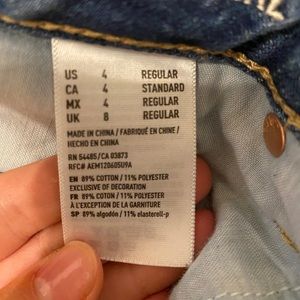 US 4 REGULAR
CA 4 STANDARD
MX 4 REGULAR
UK 8 REGULAR
MADE IN CHINA / FABRIQUÉ EN CHINE /
HECHO EN CHINA
RN 54485/CA 03873
RFC# AEM120605U9A
EN 89% COTTON / 11% POLYESTER
EXCLUSIVE OF DECORATION
FR 89% COTON / 11% POLYESTER
À L'EXCEPTION DE LA GARNITURE
SP 89% algodón / 11% elasterell-p